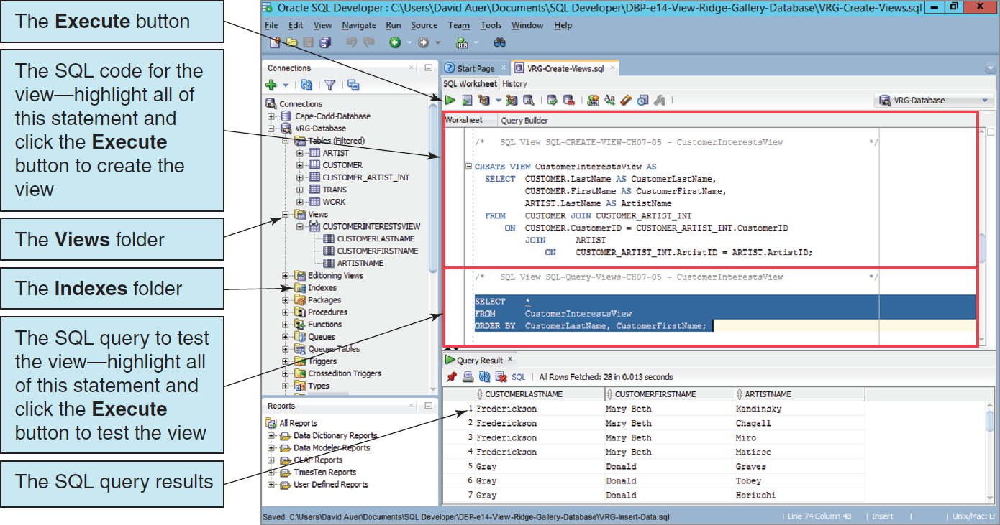 The Execute button
The SQL code for the
view—highlight all of
this statement and
click the Execute
button to create the
view
The Views folder
The Indexes folder
The SQL query to test
the view—highlight all
of this statement and
click the Execute
button to test the view
The SQL query results
Oracle SQL Developer : C:\Users\David Auer\Documents\SQL Developer\DBP-e14-View-Ridge-Gallery-Database\VRG-Create-Views.sql
File Edit View Navigate Run Source Team Tools Window Help
Connections
Connections
Cape-Codd-Database
VRG-Database
Tables (Filtered)
ARTIST
CUSTOMER
CUSTOMER_ARTIST_INT
TRANS
WORK
Views
CUSTOMERINTERESTSVIEW
CUSTOMERLASTNAME
CUSTOMERFIRSTNAME
ARTISTNAME
Editioning Views
Indexes
Packages
Procedures
Functions
Queues
Queues Tables
Triggers
Crossedition Triggers
Types
Reports
All Reports
Data Dictionary Reports
Data Modeler Reports
OLAP Reports
TimesTen Reports
User Defined Reports
Start Page VRG-Create-Views.sql
SQL Worksheet History
VRG-Database
Worksheet Query Builder
/* SQL View SQL-CREATE-VIEW-CH07-05 - CustomerInterestsView */
CREATE VIEW CustomerInterestsView AS
SELECT CUSTOMER.LastName AS CustomerLastName,
CUSTOMER.FirstName AS CustomerFirstName,
ARTIST.LastName AS ArtistName
FROM CUSTOMER JOIN CUSTOMER_ARTIST_INT
ON CUSTOMER.CustomerID = CUSTOMER_ARTIST_INT.CustomerID
JOIN ARTIST
ON CUSTOMER_ARTIST_INT.ArtistID = ARTIST.ArtistID;
/* SQL View SQL-Query-Views-CH07-05 - CustomerInterestsView */
SELECT *
FROM CustomerInterestsView
ORDER BY CustomerLastName, CustomerFirstName;
Query Result
SQL | All Rows Fetched: 28 in 0.013 seconds
CUSTOMERLASTNAME CUSTOMERFIRSTNAME ARTISTNAME
1 Frederickson Mary Beth Kandinsky
2 Frederickson Mary Beth Chagall
3 Frederickson Mary Beth Miro
4 Frederickson Mary Beth Matisse
5 Gray Donald Graves
6 Gray Donald Tobey
7 Gray Donald Horiuchi
Saved: C:\Users\David Auer\Documents\SQL Developer\DBP-e14-View-Ridge-Gallery-Database\VRG-Insert-Data.sql
| Line 74 Column 48 | Insert | | Unix/Mac: LF